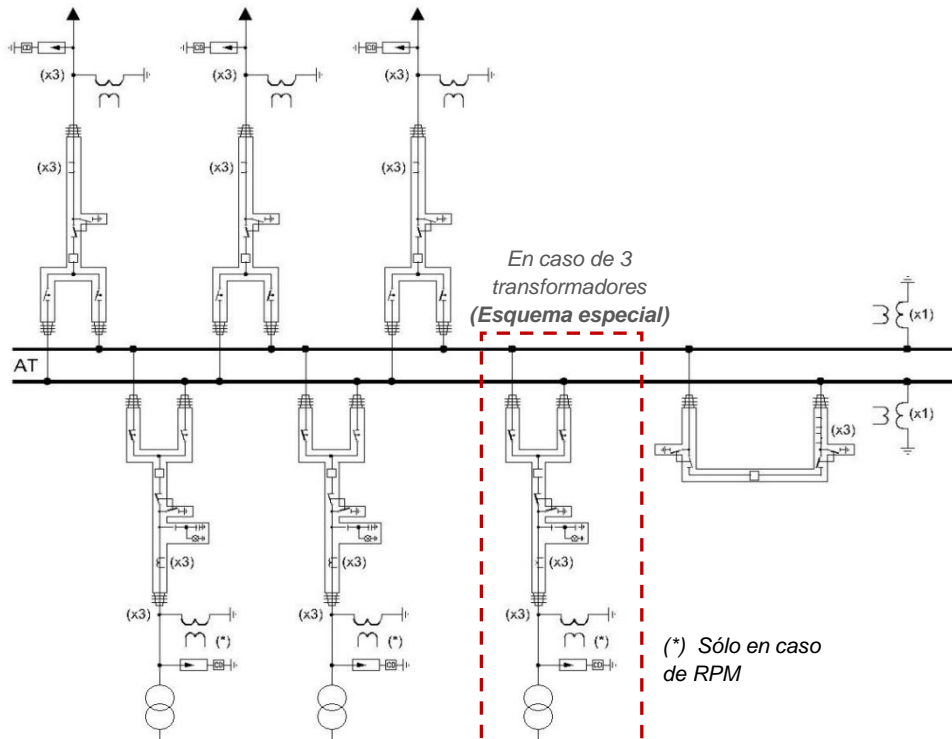 (x3)
(x3)
(x3)
(x3)
(x3)
(x3)
En caso de 3
transformadores
(Esquema especial)
(x1)
AT
(x1)
(x3)
(x3)
(x3)
(x3)
(x3)
(x3)
(x3)
(*)
(*)
(*)
(*) Sólo en caso
de RPM